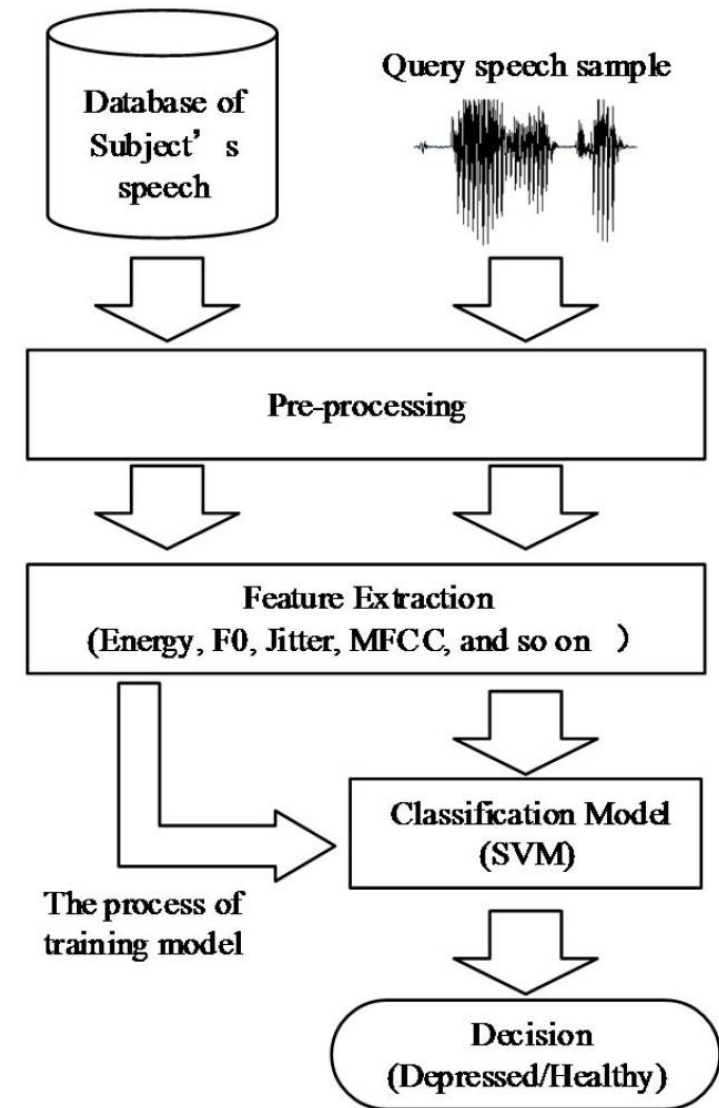 Database of
Subject’s
speech
Query speech sample
Pre-processing
Feature Extraction
(Energy, F0, Jitter, MFCC, and so on )
Classification Model
(SVM)
The process of
training model
Decision
(Depressed/Healthy)